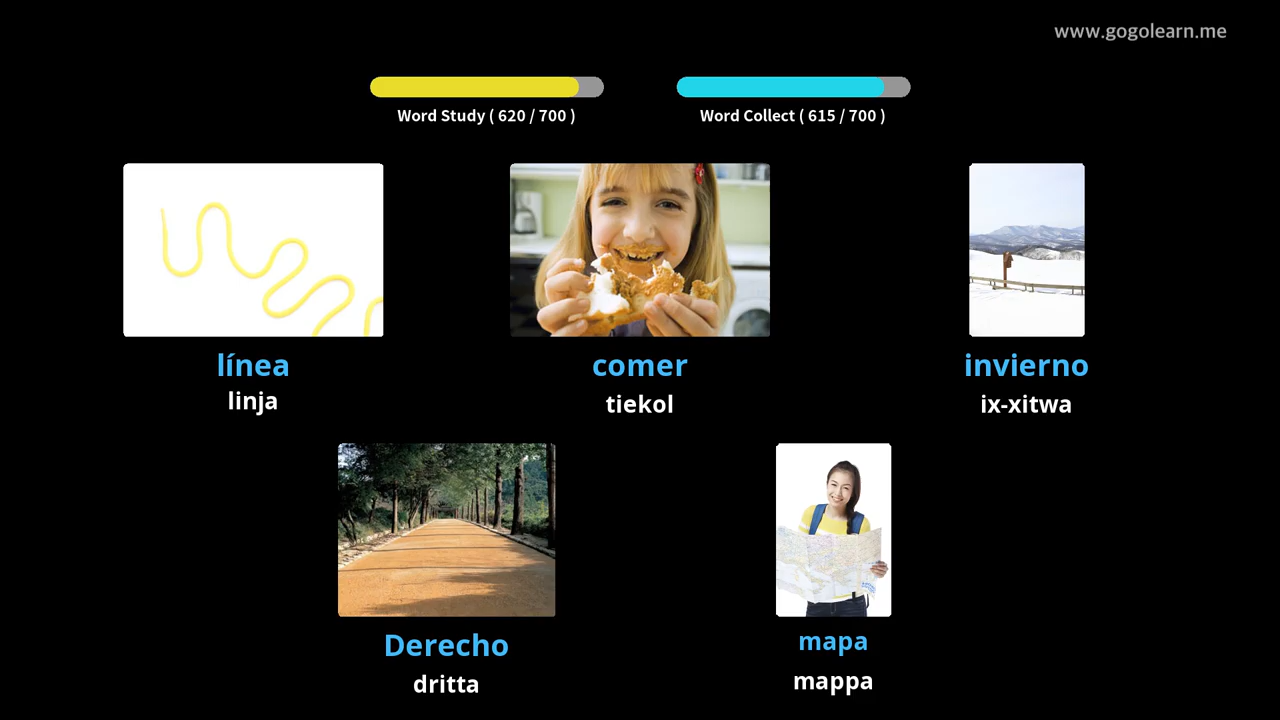 www.gogolearn.me
Word Study ( 620 / 700 )
Word Collect ( 615 / 700 )
línea
linja
comer
tiekol
invierno
ix-xitwa
Derecho
dritta
mapa
mappa